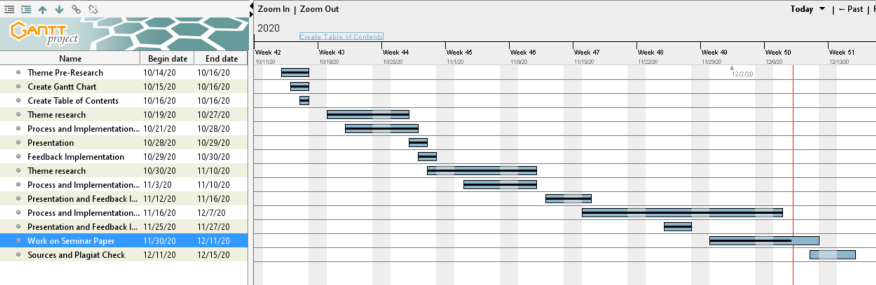 Zoom In | Zoom Out
Today ▼ | ← Past |
GANTT
project
2020
Create Table of Contents
Name Begin date End date
Week 42 Week 43 Week 44 Week 45 Week 46 Week 47 Week 48 Week 49 Week 50 Week 51
10/11/20 10/18/20 10/25/20 11/1/20 11/8/20 11/15/20 11/22/20 11/29/20 12/6/20 12/13/20
12/2/20
Theme Pre-Research 10/14/20 10/16/20
Create Gantt Chart 10/15/20 10/16/20
Create Table of Contents 10/16/20 10/16/20
Theme research 10/19/20 10/27/20
Process and Implementation... 10/21/20 10/28/20
Presentation 10/28/20 10/29/20
Feedback Implementation 10/29/20 10/30/20
Theme research 10/30/20 11/10/20
Process and Implementation... 11/3/20 11/10/20
Presentation and Feedback I... 11/12/20 11/16/20
Process and Implementation... 11/16/20 12/7/20
Presentation and Feedback I... 11/25/20 11/27/20
Work on Seminar Paper 11/30/20 12/11/20
Sources and Plagiat Check 12/11/20 12/15/20